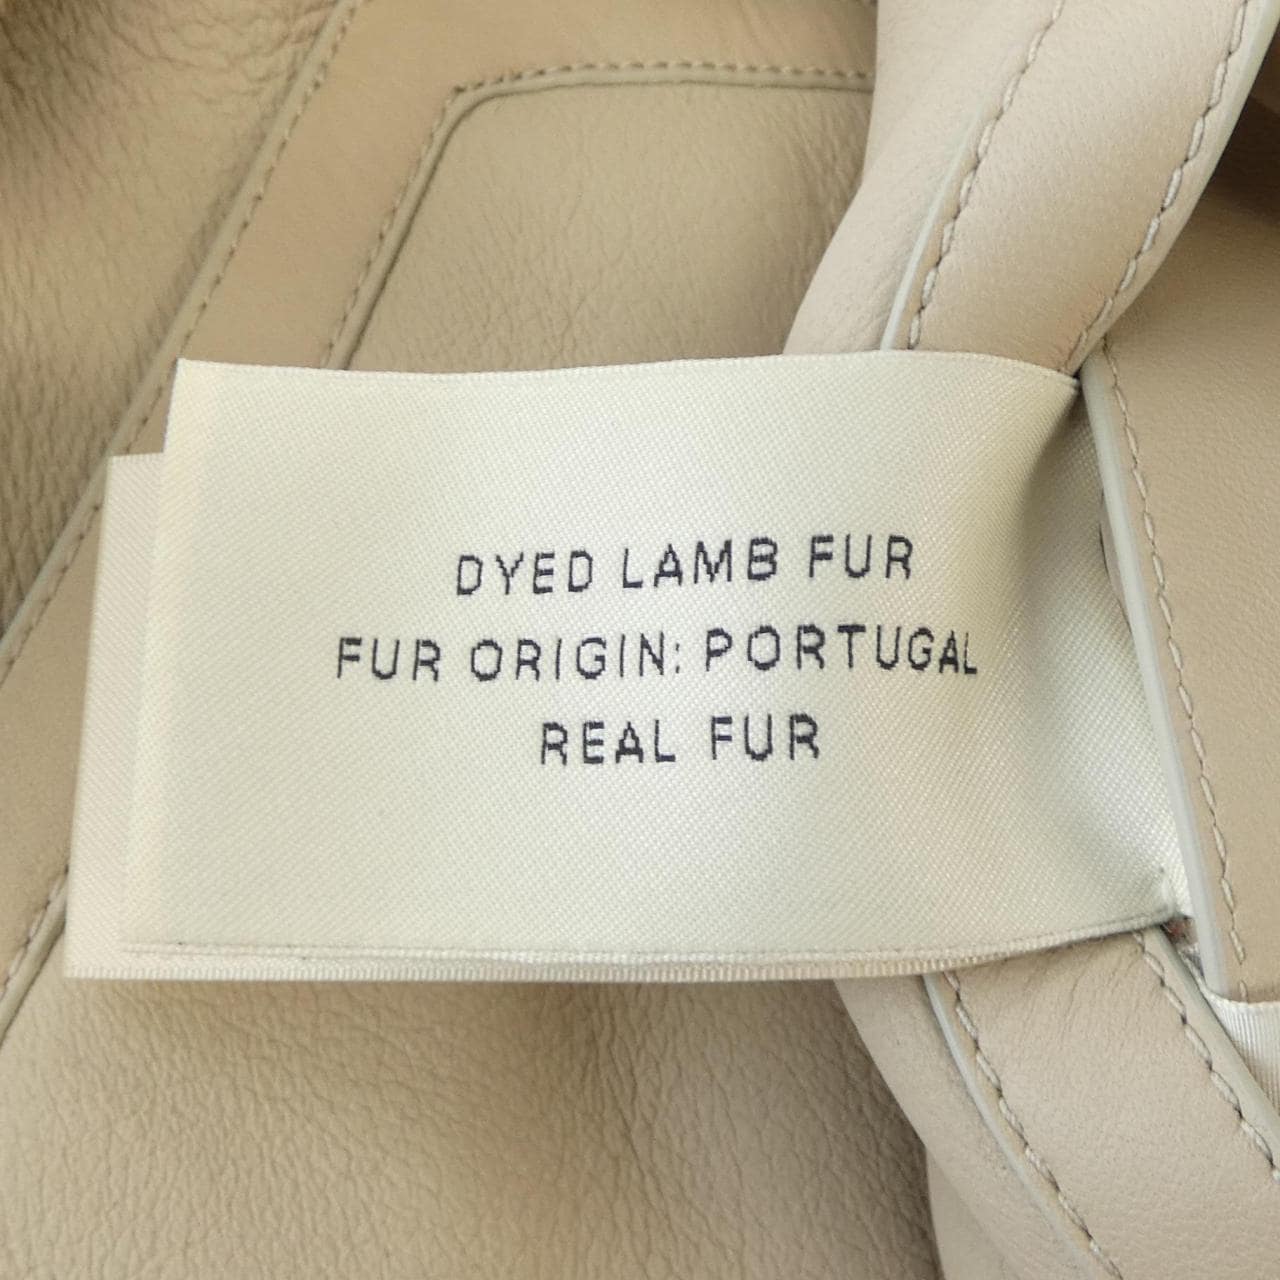 DYED LAMB FUR
FUR ORIGIN: PORTUGAL
REAL FUR